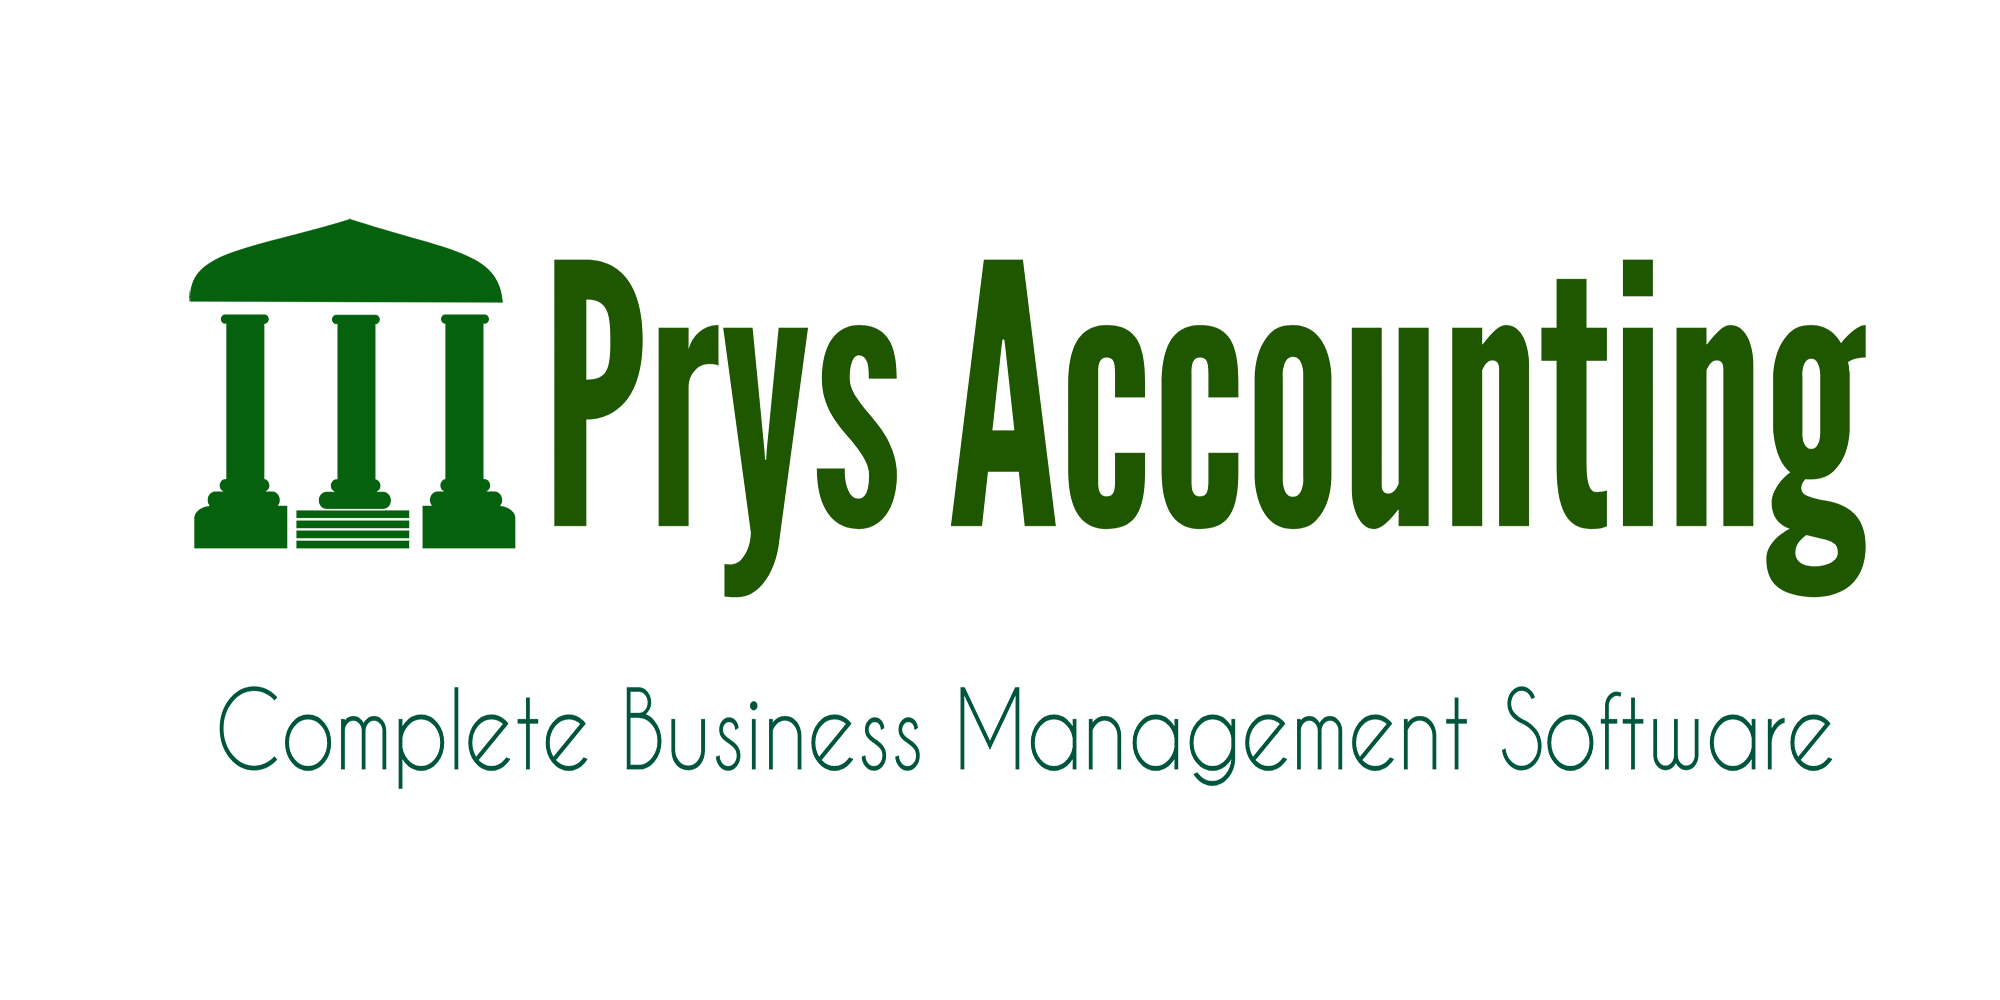 Prys Accounting
Complete Business Management Software